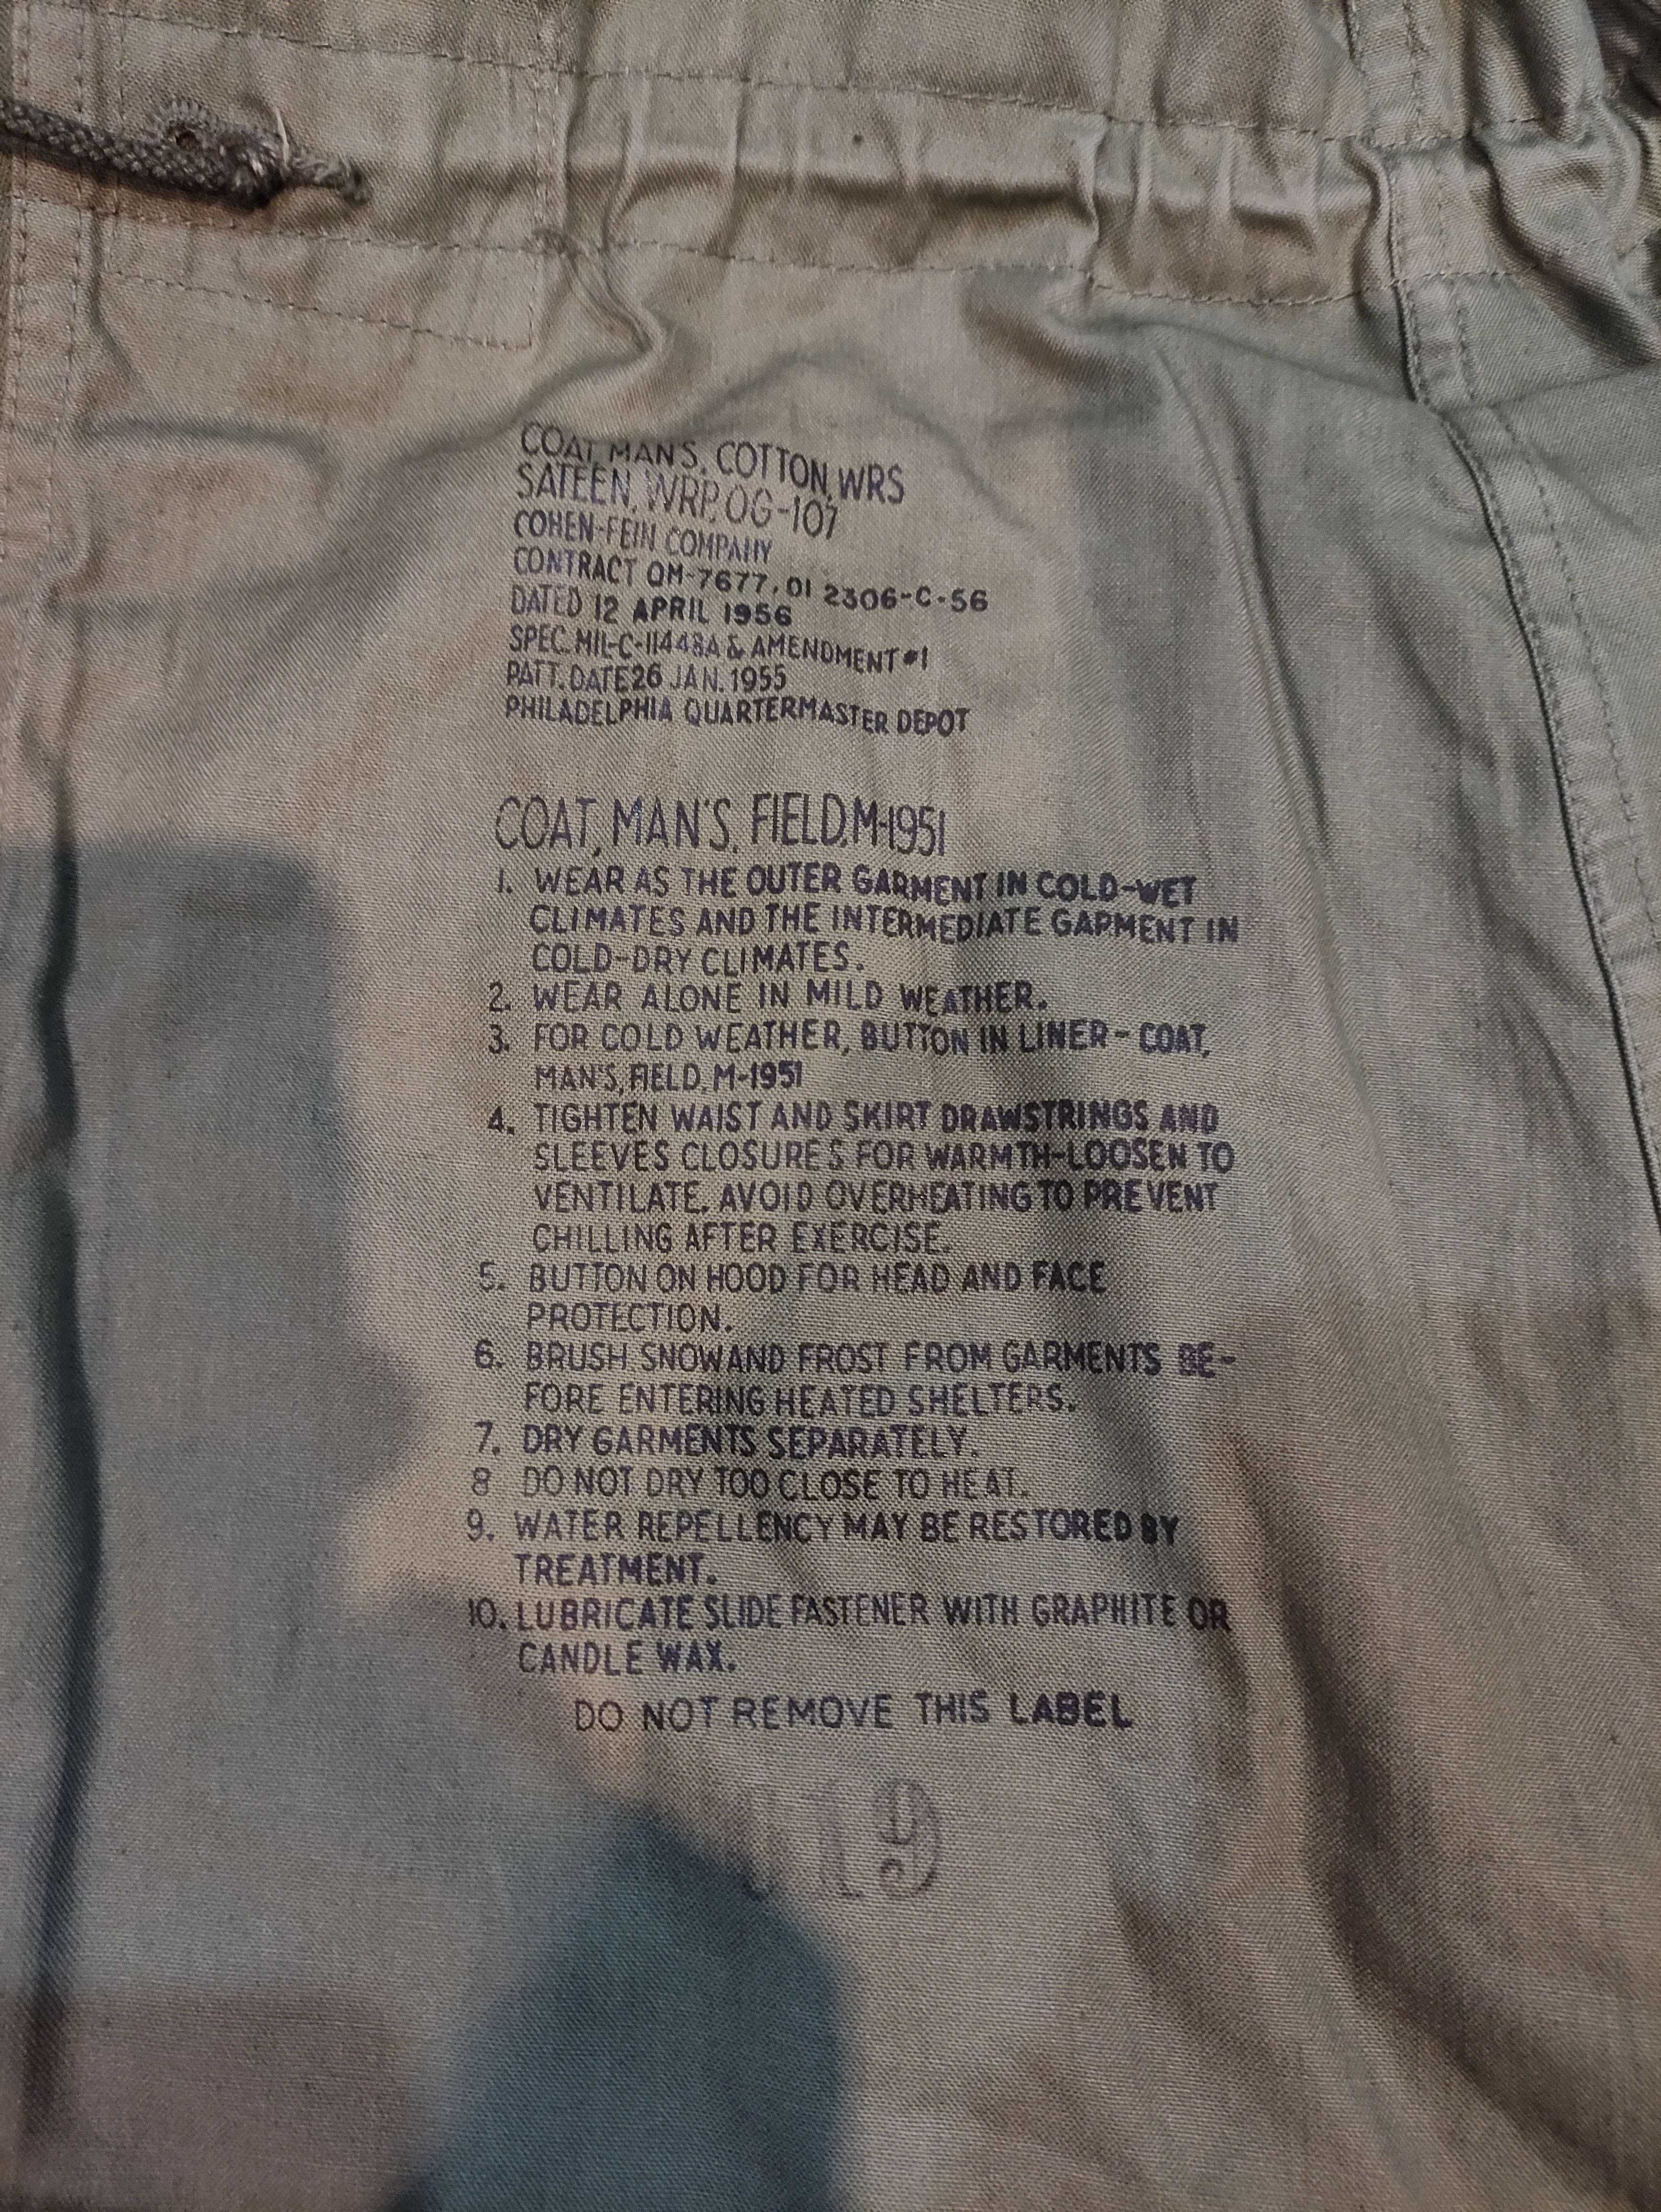 COAT, MAN'S, COTTON, WRS
SATEEN, WRP, OG-107
COHEN-FEIN COMPANY
CONTRACT QM-7677, OI 2306-C-56
DATED 12 APRIL 1956
SPEC. MIL-C-11448A & AMENDMENT #1
PATT. DATE 26 JAN. 1955
PHILADELPHIA QUARTERMASTER DEPOT
COAT, MAN'S, FIELD, M-1951
1. WEAR AS THE OUTER GARMENT IN COLD-WET
CLIMATES AND THE INTERMEDIATE GARMENT IN
COLD-DRY CLIMATES.
2. WEAR ALONE IN MILD WEATHER.
3. FOR COLD WEATHER, BUTTON IN LINER-COAT,
MAN'S, FIELD, M-1951
4. TIGHTEN WAIST AND SKIRT DRAWSTRINGS AND
SLEEVES CLOSURES FOR WARMTH-LOOSEN TO
VENTILATE. AVOID OVERHEATING TO PREVENT
CHILLING AFTER EXERCISE.
5. BUTTON ON HOOD FOR HEAD AND FACE
PROTECTION.
6. BRUSH SNOW AND FROST FROM GARMENTS BE-
FORE ENTERING HEATED SHELTERS.
7. DRY GARMENTS SEPARATELY.
8 DO NOT DRY TOO CLOSE TO HEAT.
9. WATER REPELLENCY MAY BE RESTORED BY
TREATMENT.
10. LUBRICATE SLIDE FASTENER WITH GRAPHITE OR
CANDLE WAX.
DO NOT REMOVE THIS LABEL